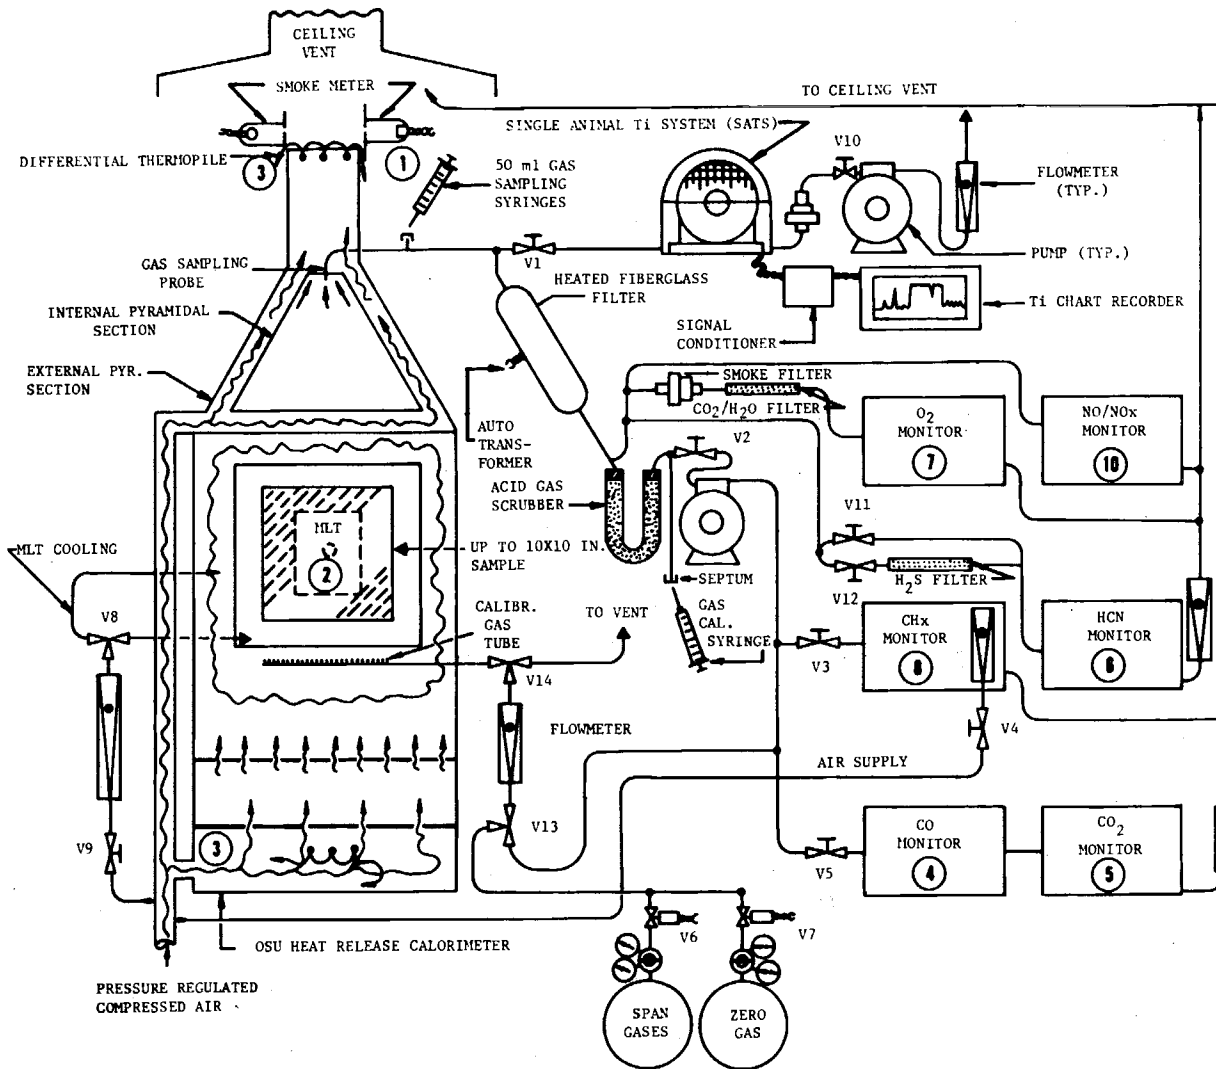 CEILING
VENT
SMOKE METER
TO CEILING VENT
SINGLE ANIMAL Ti SYSTEM (SATS)
V10
DIFFERENTIAL THERMOPILE
3
1
50 ml GAS
SAMPLING
SYRINGES
FLOWMETER
(TYP.)
V1
PUMP (TYP.)
GAS SAMPLING
PROBE
HEATED FIBERGLASS
FILTER
Ti CHART RECORDER
INTERNAL PYRAMIDAL
SECTION
SIGNAL
CONDITIONER
EXTERNAL PYR.
SECTION
SMOKE FILTER
CO2/H2O FILTER
O2
MONITOR
7
NO/NOx
MONITOR
10
AUTO
TRANS-
FORMER
V2
ACID GAS
SCRUBBER
MLT
2
UP TO 10X10 IN.
SAMPLE
V11
MLT COOLING
SEPTUM
H2S FILTER
V12
CALIBR.
GAS
TUBE
TO VENT
GAS
CAL.
SYRINGE
V8
CHx
MONITOR
8
HCN
MONITOR
6
V3
V14
V4
FLOWMETER
AIR SUPPLY
V13
CO
MONITOR
4
CO2
MONITOR
5
V9
3
V5
V6
V7
OSU HEAT RELEASE CALORIMETER
PRESSURE REGULATED
COMPRESSED AIR
SPAN
GASES
ZERO
GAS